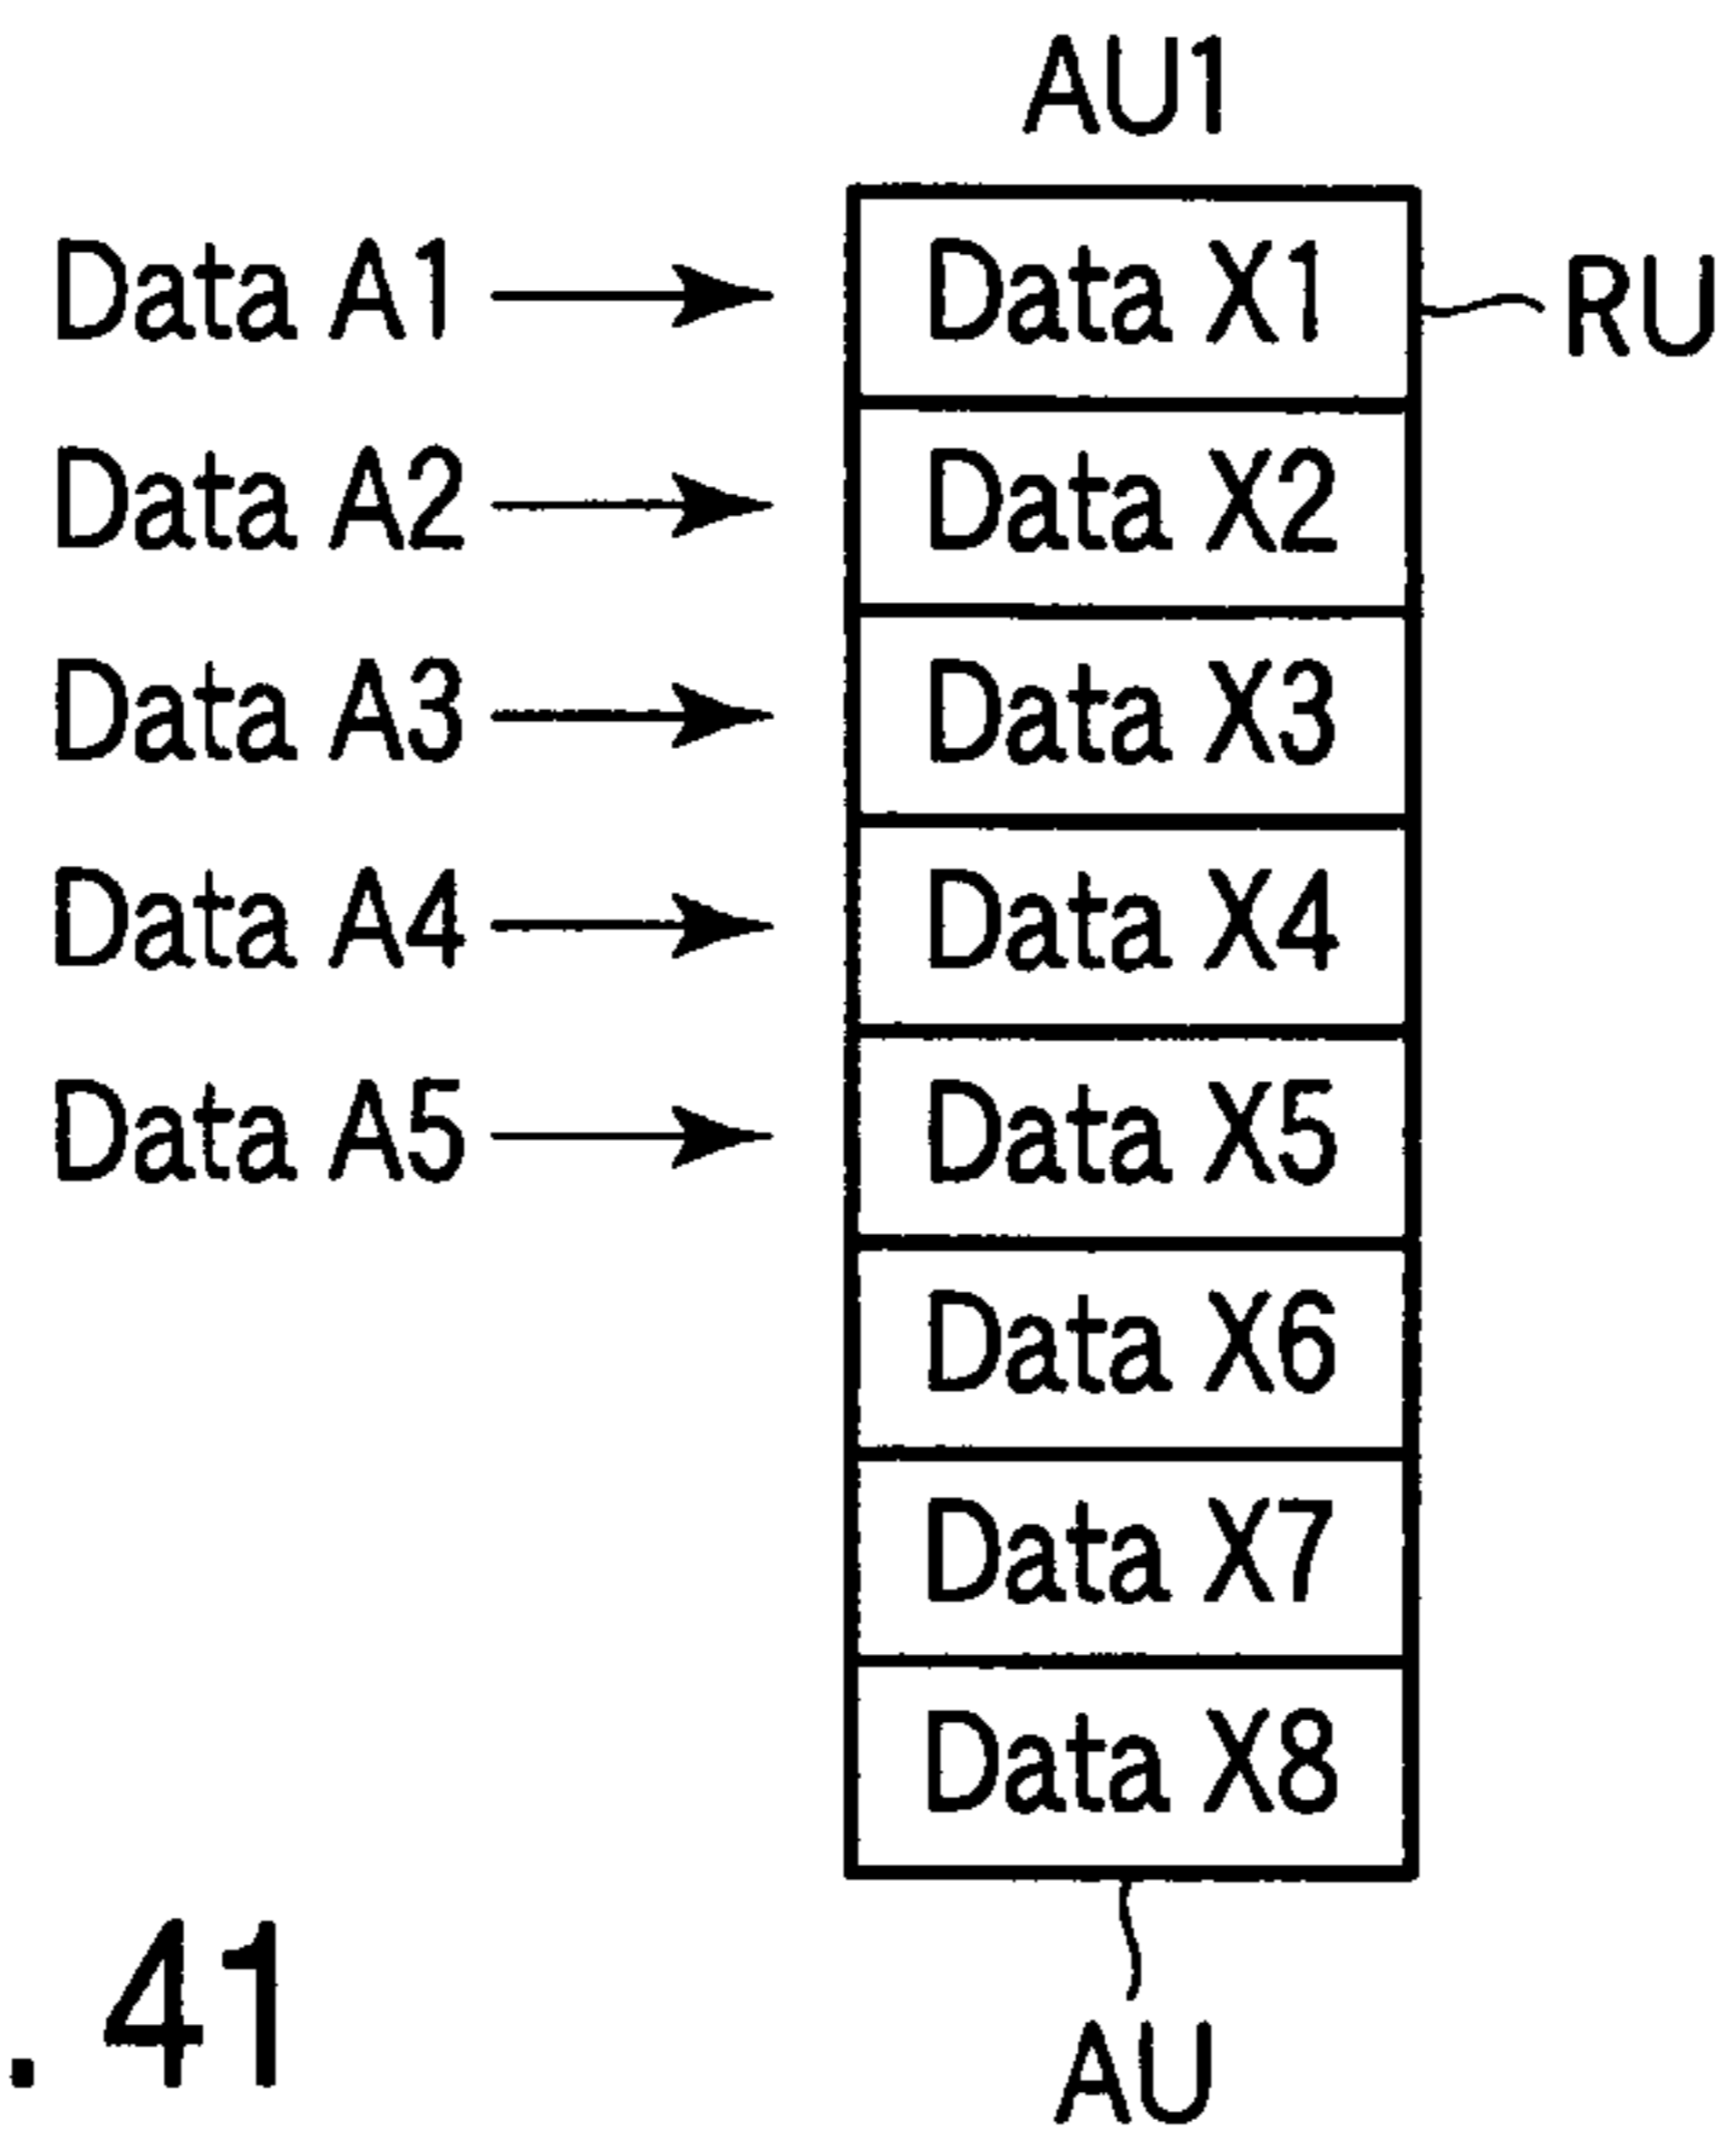 AU1
Data A1 Data X1 RU
Data A2 Data X2
Data A3 Data X3
Data A4 Data X4
Data A5 Data X5
Data X6
Data X7
Data X8
. 41
AU